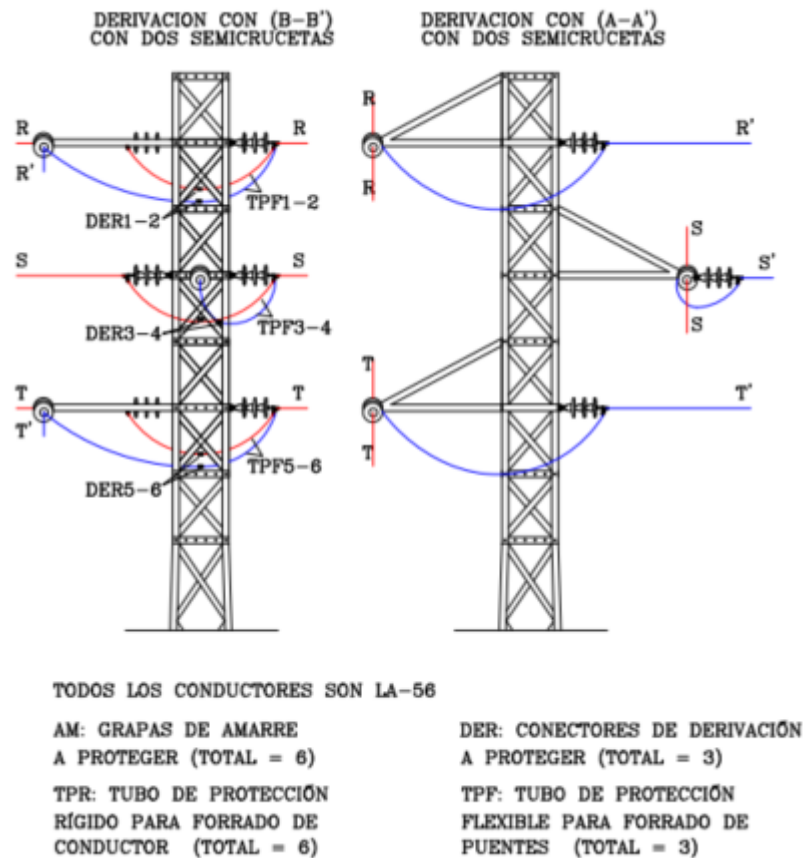 DERIVACION CON (B-B')
CON DOS SEMICRUCETAS
DERIVACION CON (A-A')
CON DOS SEMICRUCETAS
R
R
R'
TPF1-2
DER1-2
S
S
TPF3-4
DER3-4
T
T
T'
TPF5-6
DER5-6
R
R'
R
S
S'
S
T
T'
T
TODOS LOS CONDUCTORES SON LA-56
AM: GRAPAS DE AMARRE
A PROTEGER (TOTAL = 6)
DER: CONECTORES DE DERIVACIÓN
A PROTEGER (TOTAL = 3)
TPR: TUBO DE PROTECCIÓN
RÍGIDO PARA FORRADO DE
CONDUCTOR (TOTAL = 6)
TPF: TUBO DE PROTECCIÓN
FLEXIBLE PARA FORRADO DE
PUENTES (TOTAL = 3)